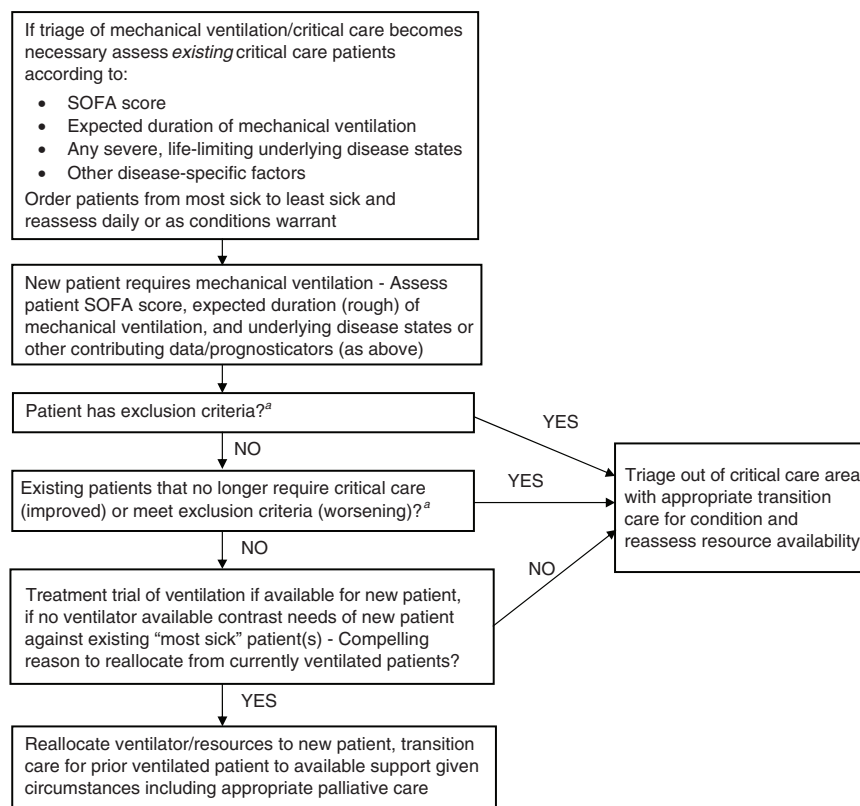 If triage of mechanical ventilation/critical care becomes
necessary assess existing critical care patients
according to:
• SOFA score
• Expected duration of mechanical ventilation
• Any severe, life-limiting underlying disease states
• Other disease-specific factors
Order patients from most sick to least sick and
reassess daily or as conditions warrant
New patient requires mechanical ventilation - Assess
patient SOFA score, expected duration (rough) of
mechanical ventilation, and underlying disease states or
other contributing data/prognosticators (as above)
Patient has exclusion criteria?a
YES
NO
Existing patients that no longer require critical care
(improved) or meet exclusion criteria (worsening)?a
YES
Triage out of critical care area
with appropriate transition
care for condition and
reassess resource availability
NO
NO
Treatment trial of ventilation if available for new patient,
if no ventilator available contrast needs of new patient
against existing “most sick” patient(s) - Compelling
reason to reallocate from currently ventilated patients?
YES
Reallocate ventilator/resources to new patient, transition
care for prior ventilated patient to available support given
circumstances including appropriate palliative care